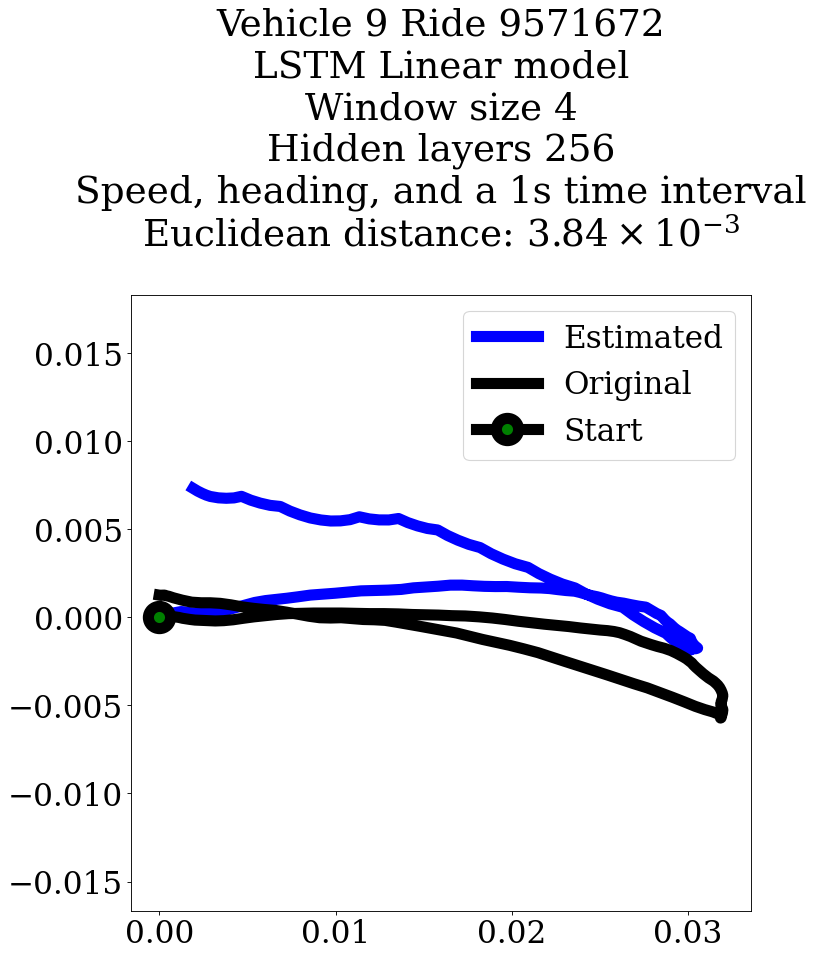 Vehicle 9 Ride 9571672
LSTM Linear model
Window size 4
Hidden layers 256
Speed, heading, and a 1s time interval
Euclidean distance: 3.84 × 10⁻³
Estimated
Original
Start
0.015
0.010
0.005
0.000
−0.005
−0.010
−0.015
0.00 0.01 0.02 0.03